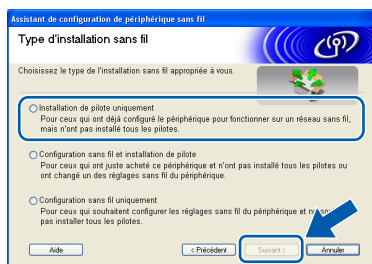 Assistant de configuration de périphérique sans fil
Type d'installation sans fil
Choisissez le type de l'installation sans fil appropriée à vous.
Installation de pilote uniquement
Pour ceux qui ont déjà configuré le périphérique pour fonctionner sur un réseau sans fil,
mais n'ont pas installé tous les pilotes.
Configuration sans fil et installation de pilote
Pour ceux qui ont juste acheté ce périphérique et n'ont pas installé tous les pilotes ou
ont changé un des réglages sans fil du périphérique.
Configuration sans fil uniquement
Pour ceux qui souhaitent configurer les réglages sans fil du périphérique et
pas installer tous les pilotes.
Aide
< Précédent
Suivant >
Annuler